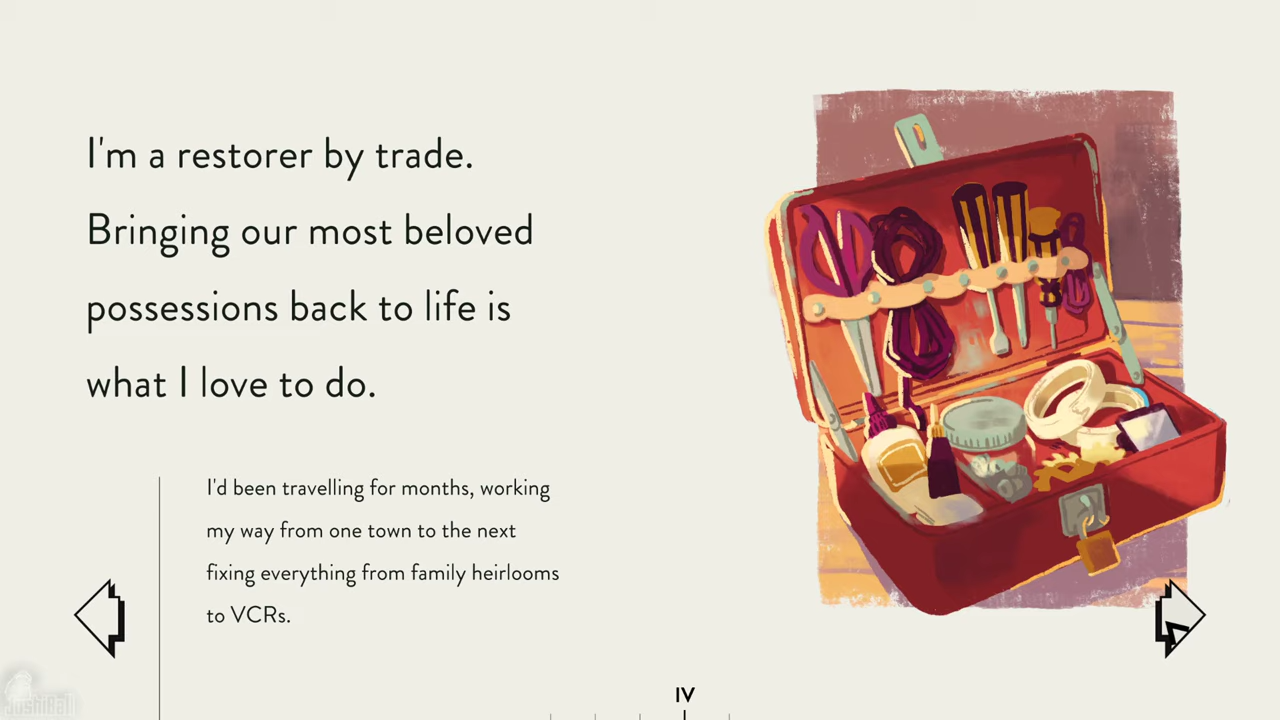 I'm a restorer by trade.
Bringing our most beloved
possessions back to life is
what I love to do.
I'd been travelling for months, working
my way from one town to the next
fixing everything from family heirlooms
to VCRs.
IV